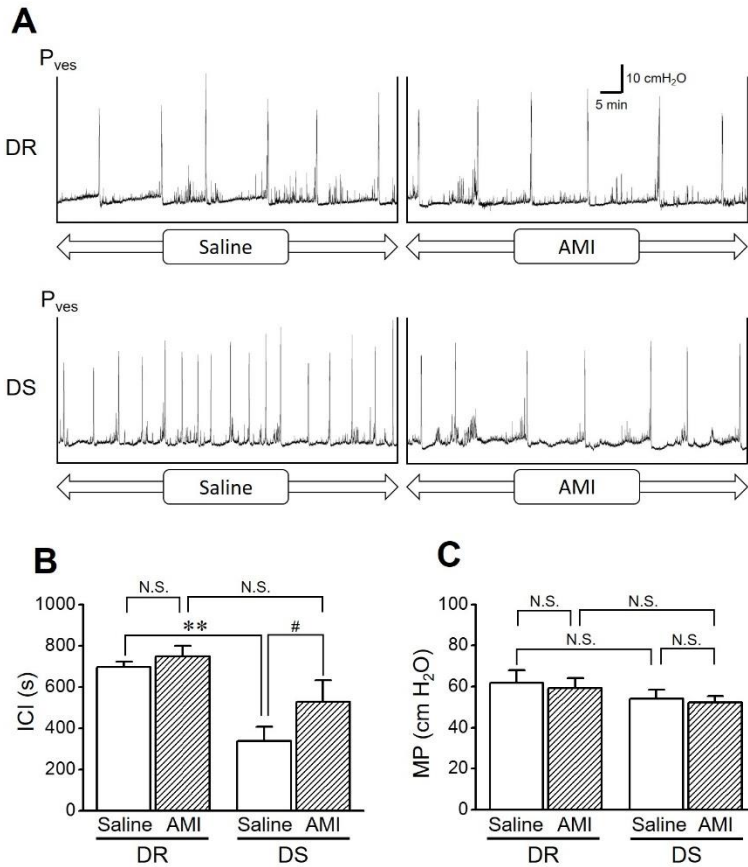 A
Pves
10 cmH2O
5 min
DR
Saline
AMI
Pves
DS
Saline
AMI
B
N.S.
N.S.
**
#
1000
800
600
400
200
0
ICI (s)
Saline AMI Saline AMI
DR DS
C
N.S.
N.S.
N.S.
N.S.
100
80
60
40
20
0
MP (cm H2O)
Saline AMI Saline AMI
DR DS